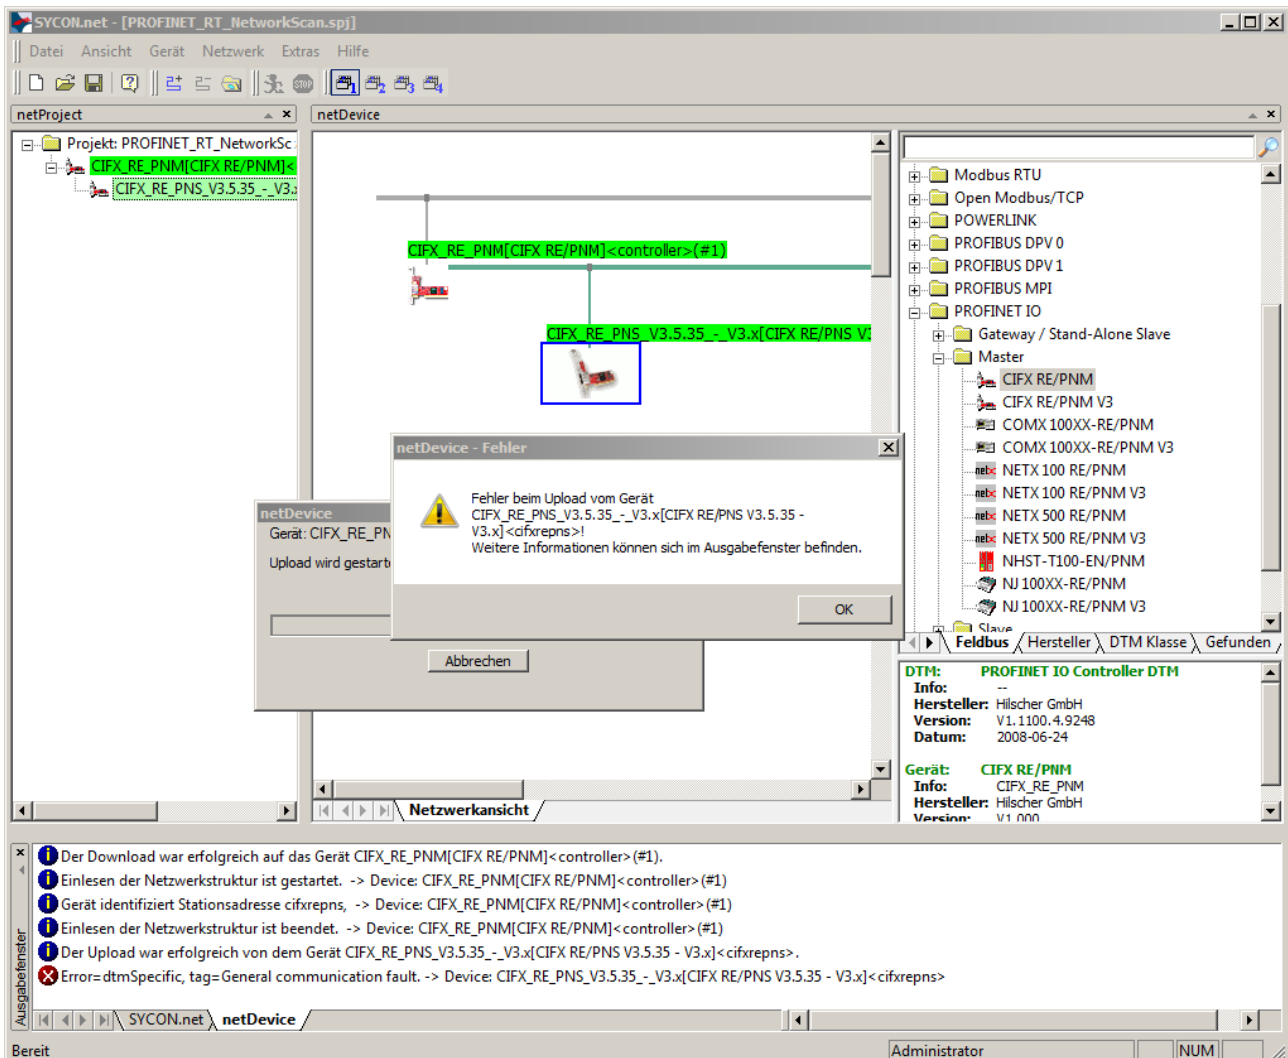 SYCON.net - [PROFINET_RT_NetworkScan.spj]
Datei Ansicht Gerät Netzwerk Extras Hilfe
netProject
netDevice
Projekt: PROFINET_RT_NetworkSc
CIFX_RE_PNM[CIFX RE/PNM]<
CIFX_RE_PNS_V3.5.35_-_V3.x
CIFX_RE_PNM[CIFX RE/PNM]<controller>(#1)
CIFX_RE_PNS_V3.5.35_-_V3.x[CIFX RE/PNS V3
Modbus RTU
Open Modbus/TCP
POWERLINK
PROFIBUS DPV0
PROFIBUS DPV1
PROFIBUS MPI
PROFINET IO
Gateway / Stand-Alone Slave
Master
CIFX RE/PNM
CIFX RE/PNM V3
COMX 100XX-RE/PNM
COMX 100XX-RE/PNM V3
NETX 100 RE/PNM
NETX 100 RE/PNM V3
NETX 500 RE/PNM
NETX 500 RE/PNM V3
NHST-T100-EN/PNM
NJ 100XX-RE/PNM
NJ 100XX-RE/PNM V3
Slave
Feldbus Hersteller DTM Klasse Gefunden
netDevice - Fehler
Fehler beim Upload vom Gerät
CIFX_RE_PNS_V3.5.35_-_V3.x[CIFX RE/PNS V3.5.35 -
V3.x]<cifxrepns>!
Weitere Informationen können sich im Ausgabefenster befinden.
OK
netDevice
Gerät: CIFX_RE_PN
Upload wird gestarte
Abbrechen
DTM: PROFINET IO Controller DTM
Info: --
Hersteller: Hilscher GmbH
Version: V1.1100.4.9248
Datum: 2008-06-24
Gerät: CIFX RE/PNM
Info: CIFX_RE_PNM
Hersteller: Hilscher GmbH
Version: V1.000
Netzwerkansicht
Der Download war erfolgreich auf das Gerät CIFX_RE_PNM[CIFX RE/PNM]<controller>(#1).
Einlesen der Netzwerkstruktur ist gestartet. -> Device: CIFX_RE_PNM[CIFX RE/PNM]<controller>(#1)
Gerät identifiziert Stationsadresse cifxrepns, -> Device: CIFX_RE_PNM[CIFX RE/PNM]<controller>(#1)
Einlesen der Netzwerkstruktur ist beendet. -> Device: CIFX_RE_PNM[CIFX RE/PNM]<controller>(#1)
Der Upload war erfolgreich von dem Gerät CIFX_RE_PNS_V3.5.35_-_V3.x[CIFX RE/PNS V3.5.35 - V3.x]<cifxrepns>.
Error=dtmSpecific, tag=General communication fault. -> Device: CIFX_RE_PNS_V3.5.35_-_V3.x[CIFX RE/PNS V3.5.35 - V3.x]<cifxrepns>
Ausgabefenster
SYCON.net netDevice
Bereit
Administrator
NUM